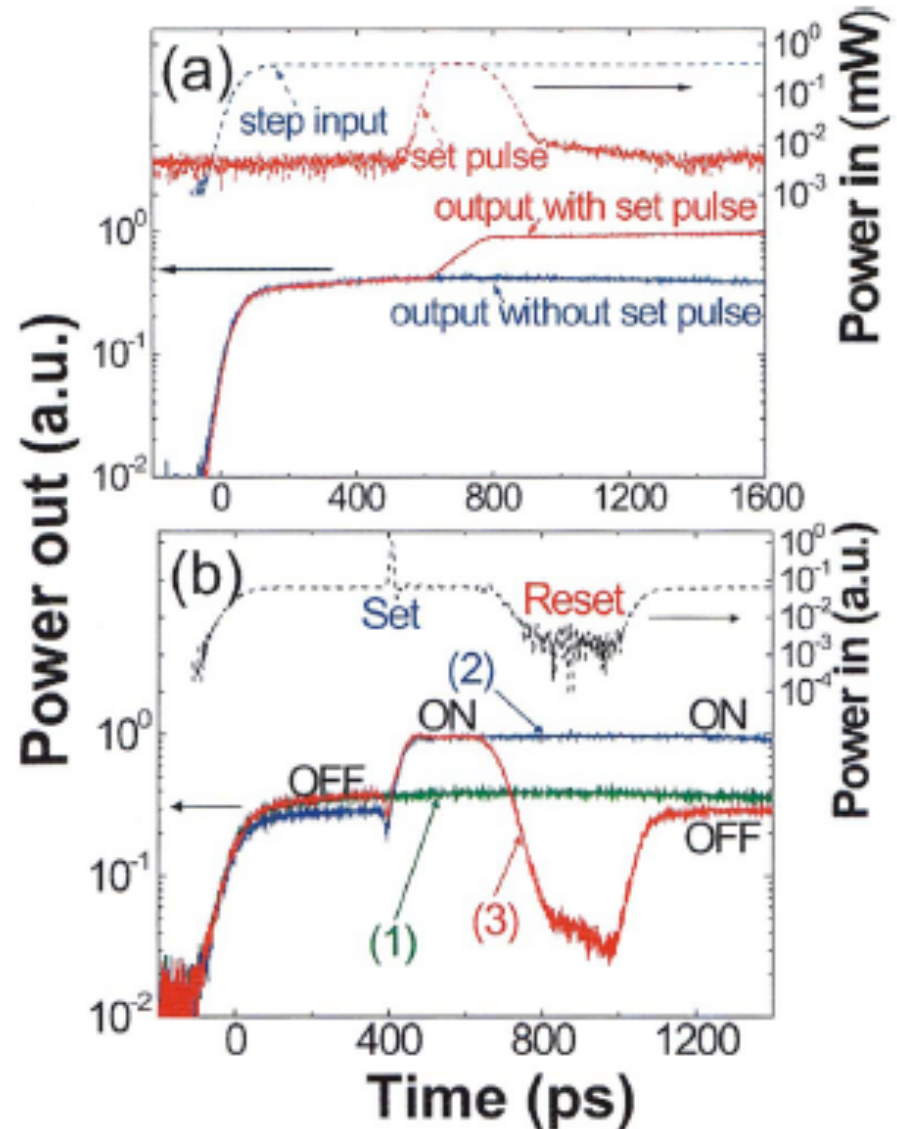 (a)
step input
set pulse
output with set pulse
output without set pulse
10^0
10^-1
10^-2
10^-3
Power in (mW)
10^0
10^-1
10^-2
0 400 800 1200 1600
Power out (a.u.)
(b)
Set
Reset
10^0
10^-1
10^-2
10^-3
10^-4
Power in (a.u.)
(2)
ON
ON
OFF
OFF
(1)
(3)
10^0
10^-1
10^-2
0 400 800 1200
Time (ps)